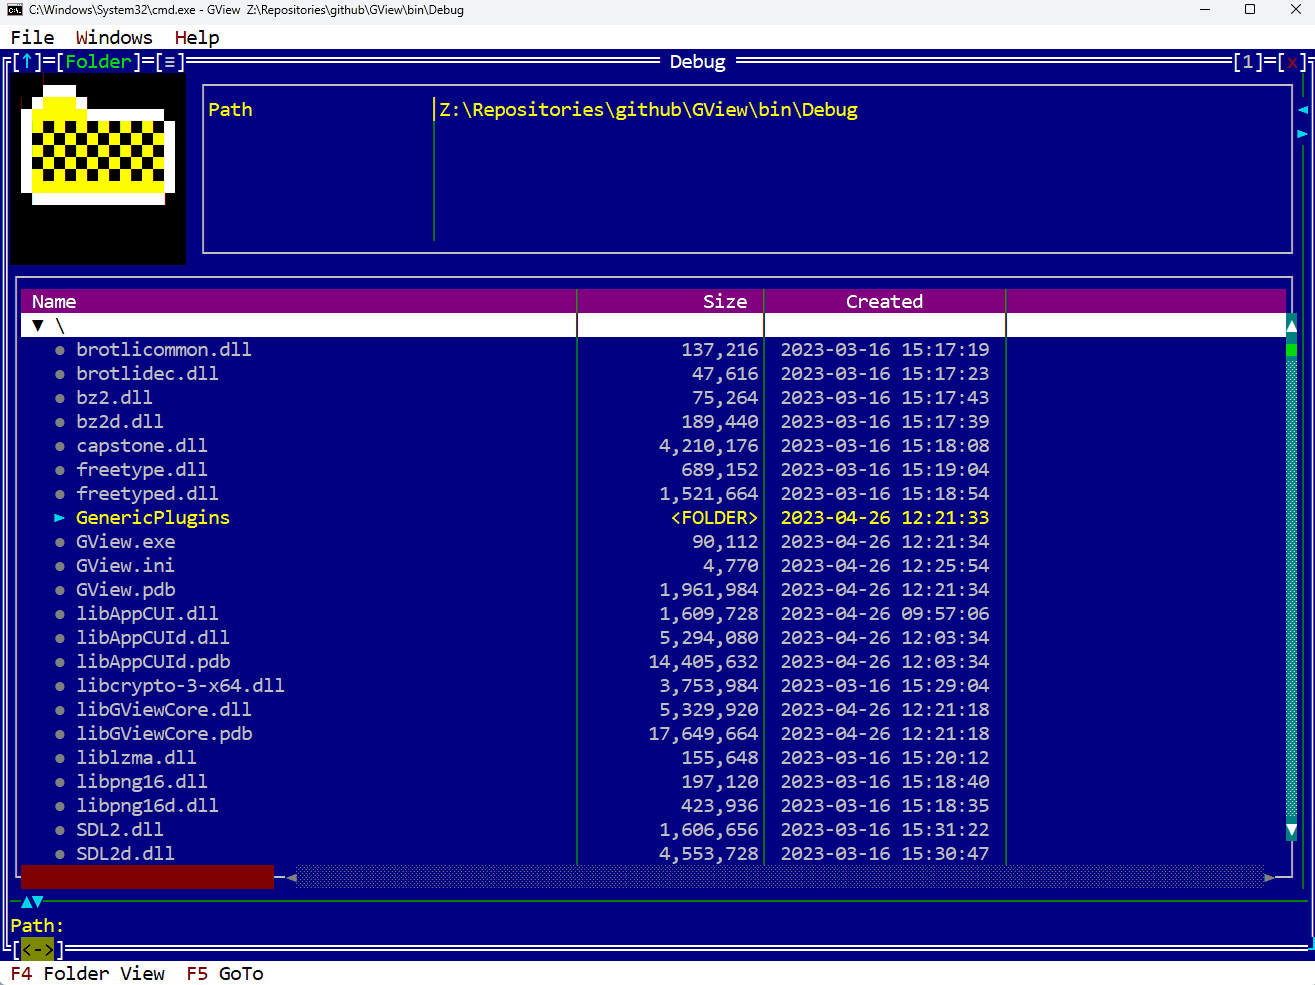 C:\Windows\System32\cmd.exe - GView Z:\Repositories\github\GView\bin\Debug
File Windows Help
[↑]=[Folder]=[≡] Debug [1]=[x]
Path Z:\Repositories\github\GView\bin\Debug
Name Size Created
▼ \
● brotlicommon.dll 137,216 2023-03-16 15:17:19
● brotlidec.dll 47,616 2023-03-16 15:17:23
● bz2.dll 75,264 2023-03-16 15:17:43
● bz2d.dll 189,440 2023-03-16 15:17:39
● capstone.dll 4,210,176 2023-03-16 15:18:08
● freetype.dll 689,152 2023-03-16 15:19:04
● freetyped.dll 1,521,664 2023-03-16 15:18:54
► GenericPlugins <FOLDER> 2023-04-26 12:21:33
● GView.exe 90,112 2023-04-26 12:21:34
● GView.ini 4,770 2023-04-26 12:25:54
● GView.pdb 1,961,984 2023-04-26 12:21:34
● libAppCUI.dll 1,609,728 2023-04-26 09:57:06
● libAppCUId.dll 5,294,080 2023-04-26 12:03:34
● libAppCUId.pdb 14,405,632 2023-04-26 12:03:34
● libcrypto-3-x64.dll 3,753,984 2023-03-16 15:29:04
● libGViewCore.dll 5,329,920 2023-04-26 12:21:18
● libGViewCore.pdb 17,649,664 2023-04-26 12:21:18
● liblzma.dll 155,648 2023-03-16 15:20:12
● libpng16.dll 197,120 2023-03-16 15:18:40
● libpng16d.dll 423,936 2023-03-16 15:18:35
● SDL2.dll 1,606,656 2023-03-16 15:31:22
● SDL2d.dll 4,553,728 2023-03-16 15:30:47
Path:
[<->]
F4 Folder View F5 GoTo